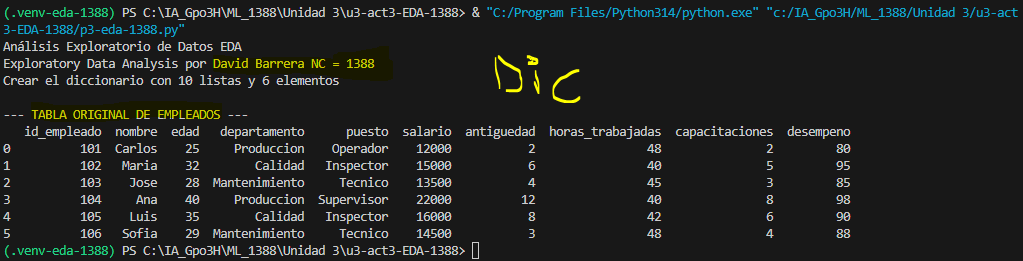 (.venv-eda-1388) PS C:\IA_Gpo3H\ML_1388\Unidad 3\u3-act3-EDA-1388> & "C:/Program Files/Python314/python.exe" "c:/IA_Gpo3H/ML_1388/Unidad 3/u3-act
3-EDA-1388/p3-eda-1388.py"
Análisis Exploratorio de Datos EDA
Exploratory Data Analysis por David Barrera NC = 1388
Crear el diccionario con 10 listas y 6 elementos
Dic
--- TABLA ORIGINAL DE EMPLEADOS ---
id_empleado nombre edad departamento puesto salario antiguedad horas_trabajadas capacitaciones desempeno
0 101 Carlos 25 Produccion Operador 12000 2 48 2 80
1 102 Maria 32 Calidad Inspector 15000 6 40 5 95
2 103 Jose 28 Mantenimiento Tecnico 13500 4 45 3 85
3 104 Ana 40 Produccion Supervisor 22000 12 40 8 98
4 105 Luis 35 Calidad Inspector 16000 8 42 6 90
5 106 Sofia 29 Mantenimiento Tecnico 14500 3 48 4 88
(.venv-eda-1388) PS C:\IA_Gpo3H\ML_1388\Unidad 3\u3-act3-EDA-1388>